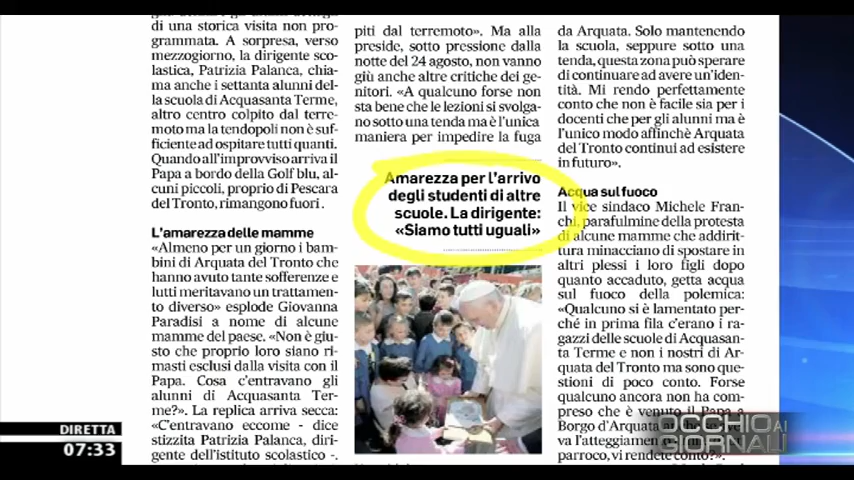 di una storica visita non pro-
grammata. A sorpresa, verso
mezzogiorno, la dirigente sco-
lastica, Patrizia Palanca, chia-
ma anche i settanta alunni del-
la scuola di Acquasanta Terme,
altro centro colpito dal terre-
moto ma la tendopoli non è suf-
ficiente ad ospitare tutti quanti.
Quando all'improvviso arriva il
Papa a bordo della Golf blu, al-
cuni piccoli, proprio di Pescara
del Tronto, rimangono fuori.
L'amarezza delle mamme
«Almeno per un giorno i bam-
bini di Arquata del Tronto che
hanno avuto tante sofferenze e
lutti meritavano un trattamen-
to diverso» esplode Giovanna
Paradisi a nome di alcune
mamme del paese. «Non è giu-
sto che proprio loro siano ri-
masti esclusi dalla visita con il
Papa. Cosa c'entravano gli
alunni di Acquasanta Ter-
me?». La replica arriva secca:
«C'entravano eccome - dice
stizzita Patrizia Palanca, diri-
gente dell'istituto scolastico -.
piti dal terremoto». Ma alla
preside, sotto pressione dalla
notte del 24 agosto, non vanno
giù anche altre critiche dei ge-
nitori. «A qualcuno forse non
sta bene che le lezioni si svolga-
no sotto una tenda ma è l'unica
maniera per impedire la fuga
Amarezza per l'arrivo
degli studenti di altre
scuole. La dirigente:
«Siamo tutti uguali»
da Arquata. Solo mantenendo
la scuola, seppure sotto una
tenda, questa zona può sperare
di continuare ad avere un'iden-
tità. Mi rendo perfettamente
conto che non è facile sia per i
docenti che per gli alunni ma è
l'unico modo affinchè Arquata
del Tronto continui ad esistere
in futuro».
Acqua sul fuoco
Il vice sindaco Michele Fran-
chi, parafulmine della protesta
di alcune mamme che addirit-
tura minacciano di spostare in
altri plessi i loro figli dopo
quanto accaduto, getta acqua
sul fuoco della polemica:
«Qualcuno si è lamentato per-
ché in prima fila c'erano i ra-
gazzi delle scuole di Acquasan-
ta Terme e non i nostri di Ar-
quata del Tronto ma sono que-
stioni di poco conto. Forse
qualcuno ancora non ha com-
preso che è venuto il Papa a
Borgo d'Arquata
va l'atteggiamen
parroco, vi rendete conto?».
DIRETTA
07:33
OCCHIO AI
GIORNALI